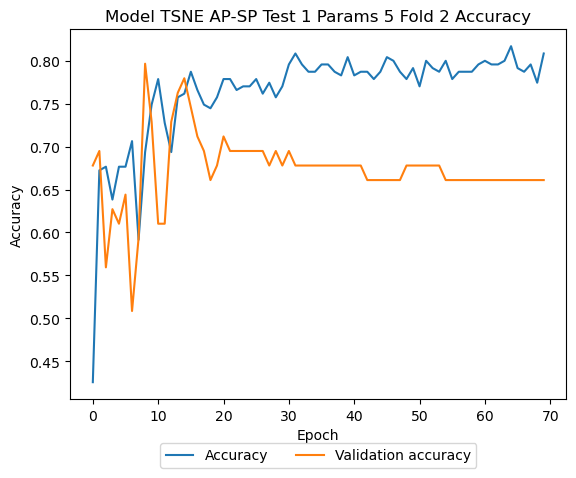 Model TSNE AP-SP Test 1 Params 5 Fold 2 Accuracy
0.80
0.75
0.70
0.65
0.60
0.55
0.50
0.45
Accuracy
0 10 20 30 40 50 60 70
Epoch
Accuracy Validation accuracy